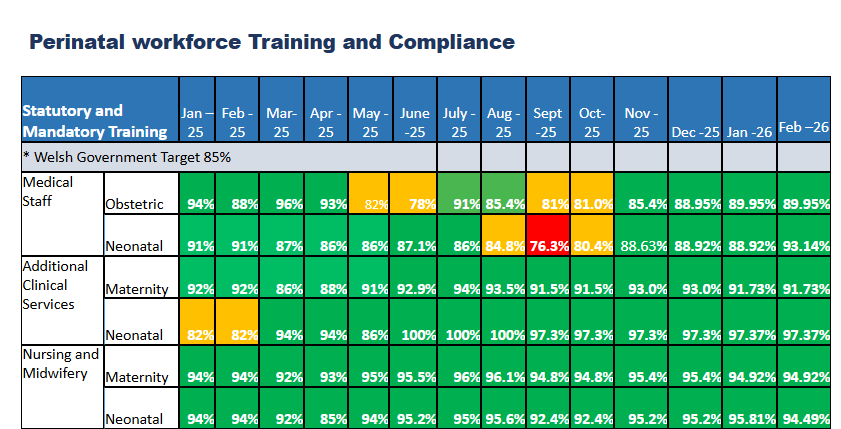 Perinatal workforce Training and Compliance
Statutory and Mandatory Training Jan – 25 Feb - 25 Mar- 25 Apr - 25 May - 25 June -25 July - 25 Aug - 25 Sept -25 Oct- 25 Nov - 25 Dec -25 Jan -26 Feb –26
* Welsh Government Target 85%
Medical Staff Obstetric 94% 88% 96% 93% 82% 78% 91% 85.4% 81% 81.0% 85.4% 88.95% 89.95% 89.95%
Neonatal 91% 91% 87% 86% 86% 87.1% 86% 84.8% 76.3% 80.4% 88.63% 88.92% 88.92% 93.14%
Additional Clinical Services Maternity 92% 92% 86% 88% 91% 92.9% 94% 93.5% 91.5% 91.5% 93.0% 93.0% 91.73% 91.73%
Neonatal 82% 82% 94% 94% 86% 100% 100% 100% 97.3% 97.3% 97.3% 97.3% 97.37% 97.37%
Nursing and Midwifery Maternity 94% 94% 92% 93% 95% 95.5% 96% 96.1% 94.8% 94.8% 95.4% 95.4% 94.92% 94.92%
Neonatal 94% 94% 92% 85% 94% 95.2% 95% 95.6% 92.4% 92.4% 95.2% 95.2% 95.81% 94.49%